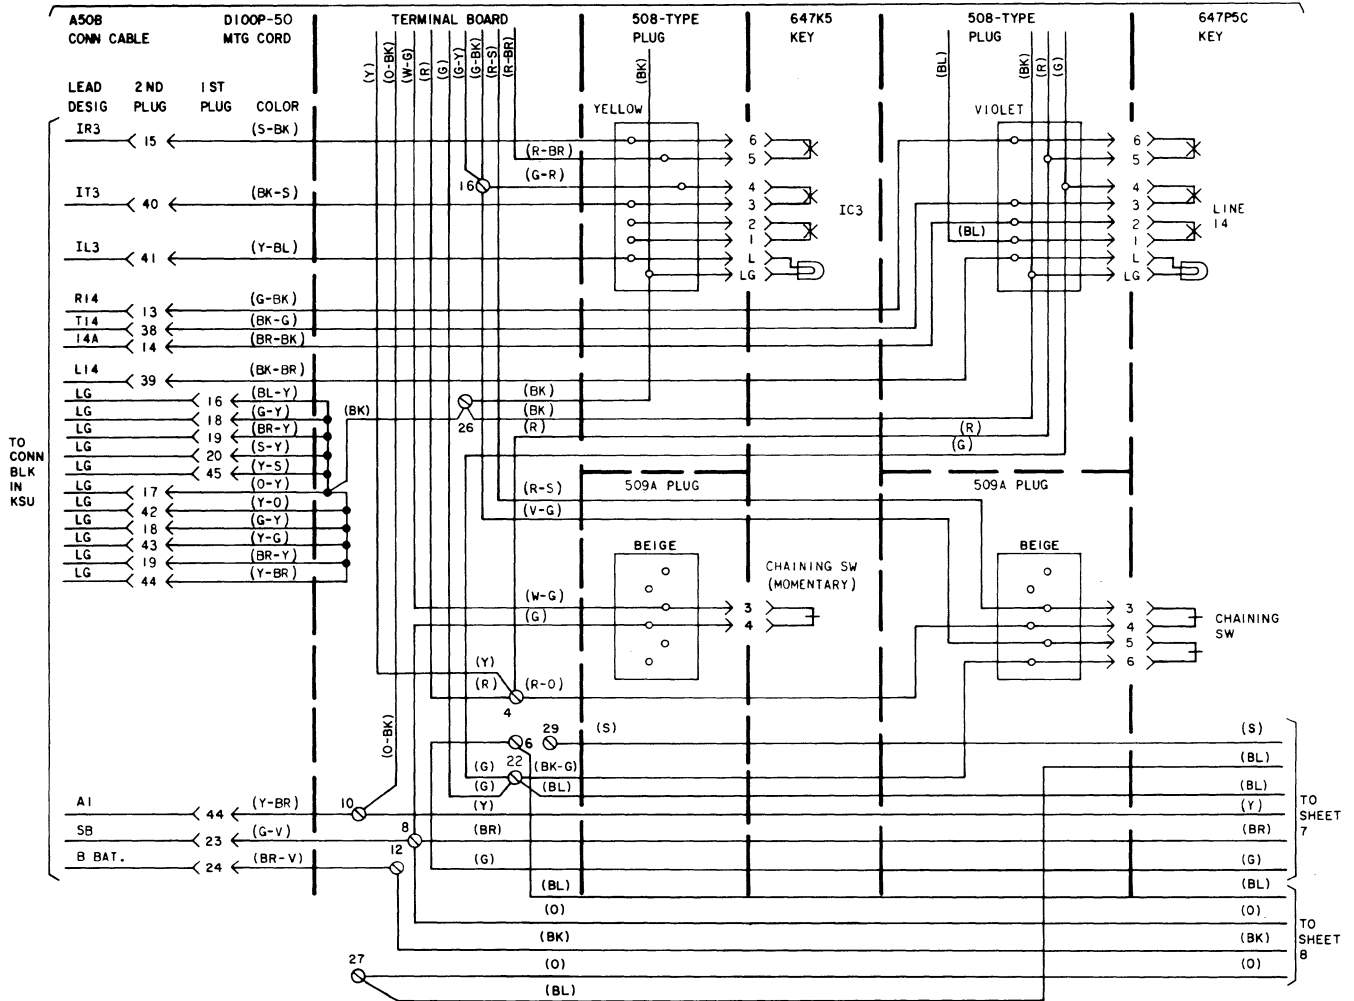 A50B D100P-50 TERMINAL BOARD 508-TYPE 647K5 508-TYPE 647P5C
CONN CABLE MTG CORD PLUG KEY PLUG KEY
(Y) (O-BK) (W-G) (R) (G) (G-Y) (G-BK) (R-S) (R-BR) (BK) (BL) (BK) (R) (G)
LEAD 2ND 1ST
DESIG PLUG PLUG COLOR
YELLOW VIOLET
IR3 15 (S-BK) 6 6
(R-BR) 5 5
16 (G-R) 4 4
IT3 40 (BK-S) 3 IC3 3 LINE
2 2 14
(BL)
1 1
IL3 41 (Y-BL) L L
LG LG
R14 13 (G-BK)
T14 38 (BK-G)
14A 14 (BR-BK)
L14 39 (BK-BR)
LG 16 (BL-Y) (BK)
LG 18 (G-Y) (BK) (BK)
LG 19 (BR-Y) 26 (R) (R)
LG 20 (S-Y) (G)
LG 45 (Y-S)
LG 17 (O-Y) (R-S) 509A PLUG 509A PLUG
LG 42 (Y-O) (V-G)
LG 18 (G-Y)
LG 43 (Y-G) BEIGE BEIGE
LG 19 (BR-Y)
LG 44 (Y-BR)
TO
CONN
BLK
IN
KSU
CHAINING SW
(MOMENTARY)
(W-G) 3 3
(G) 4 4 CHAINING
5 SW
6
(Y)
(R) (R-O)
4
(O-BK)
29 (S) (S)
6
22 (BL)
(G) (BK-G)
(G) (BL) (BL)
A1 44 (Y-BR) 10 (Y) (Y)
SB 23 (G-V) 8 (BR) (BR)
B BAT. 24 (BR-V) 12 (G) (G)
TO
SHEET
7
(BL) (BL)
(O) (O)
(BK) (BK)
27 (O) (O)
(BL)
TO
SHEET
8